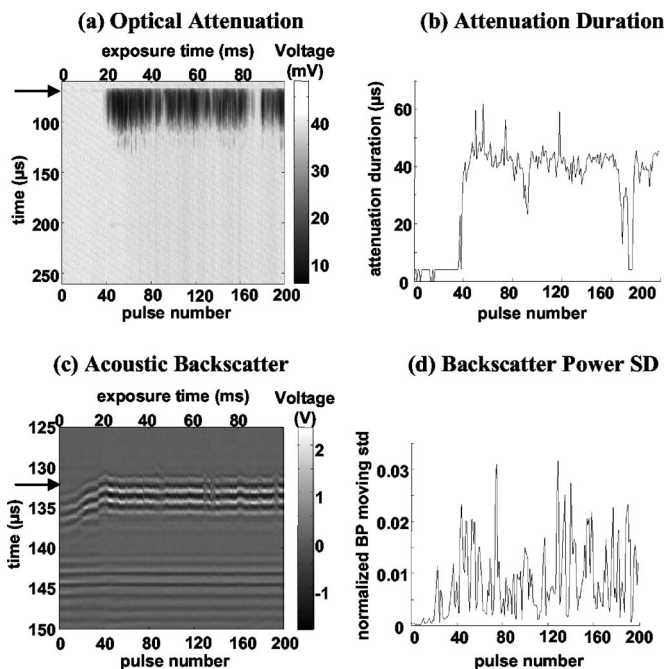 (a) Optical Attenuation
exposure time (ms)
Voltage
(mV)
0 20 40 60 80
100
150
200
250
time (µs)
40
30
20
10
0 40 80 120 160 200
pulse number
(b) Attenuation Duration
60
40
20
0
attenuation duration (µs)
0 40 80 120 160 200
pulse number
(c) Acoustic Backscatter
exposure time (ms)
Voltage
(V)
0 20 40 60 80
125
130
135
140
145
150
time (µs)
2
1
0
-1
0 40 80 120 160 200
pulse number
(d) Backscatter Power SD
0.03
0.02
0.01
0
normalized BP moving std
0 40 80 120 160 200
pulse number